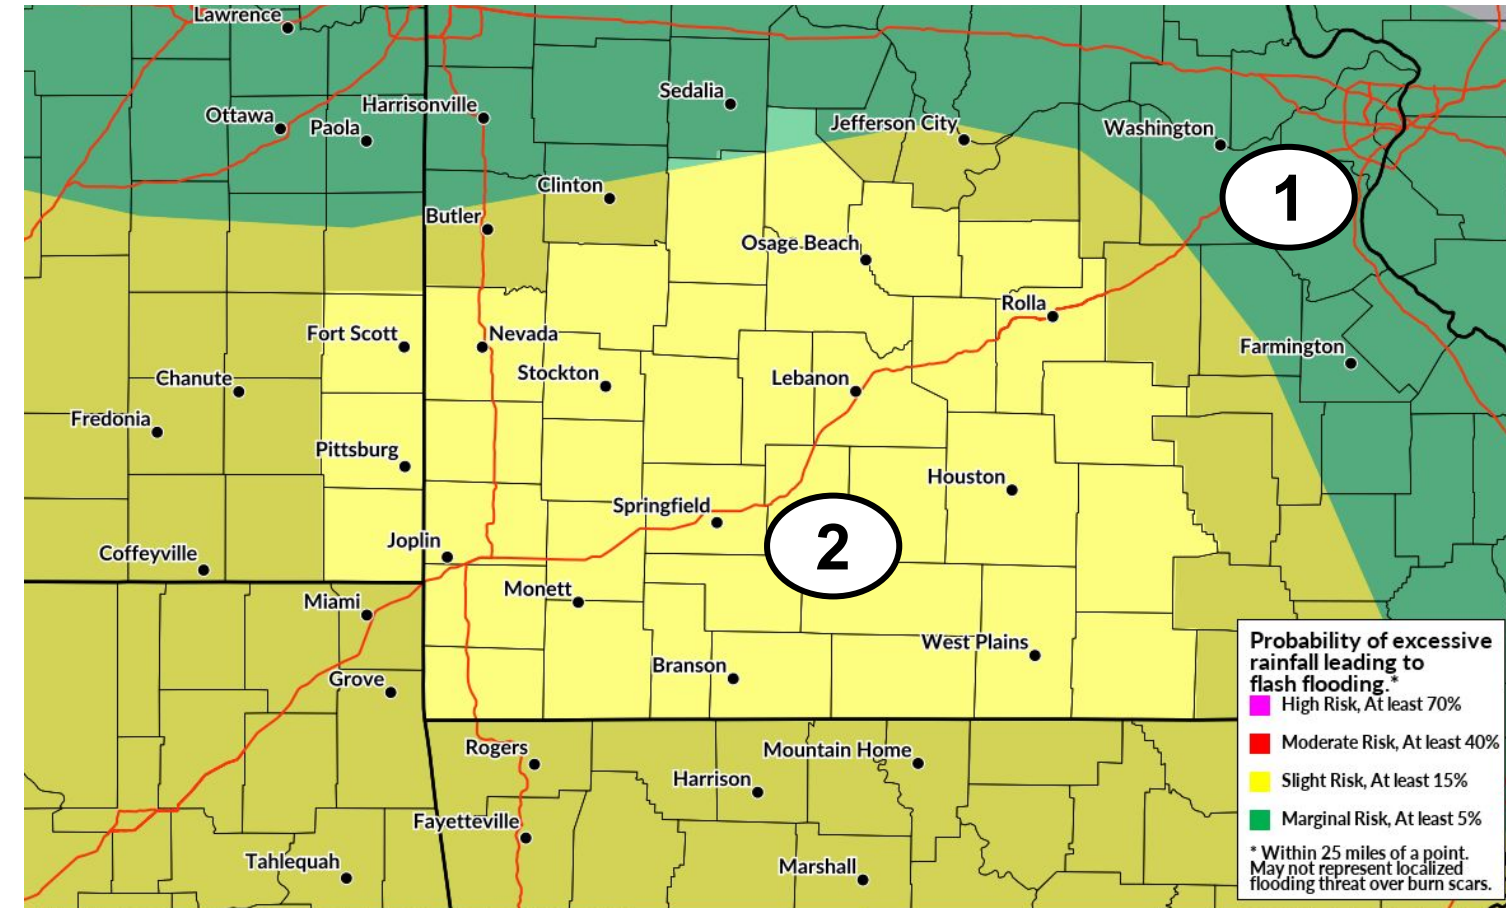 Lawrence
Sedalia
Harrisonville
Ottawa
Paola
Jefferson City
Washington
1
Clinton
Butler
Osage Beach
Rolla
Fort Scott
Nevada
Farmington
Stockton
Chanute
Lebanon
Fredonia
Pittsburg
Houston
Springfield
2
Joplin
Coffeyville
Monett
Miami
West Plains
Branson
Grove
Rogers
Mountain Home
Harrison
Fayetteville
Tahlequah
Marshall
Probability of excessive
rainfall leading to
flash flooding.*
High Risk, At least 70%
Moderate Risk, At least 40%
Slight Risk, At least 15%
Marginal Risk, At least 5%
* Within 25 miles of a point.
May not represent localized
flooding threat over burn scars.